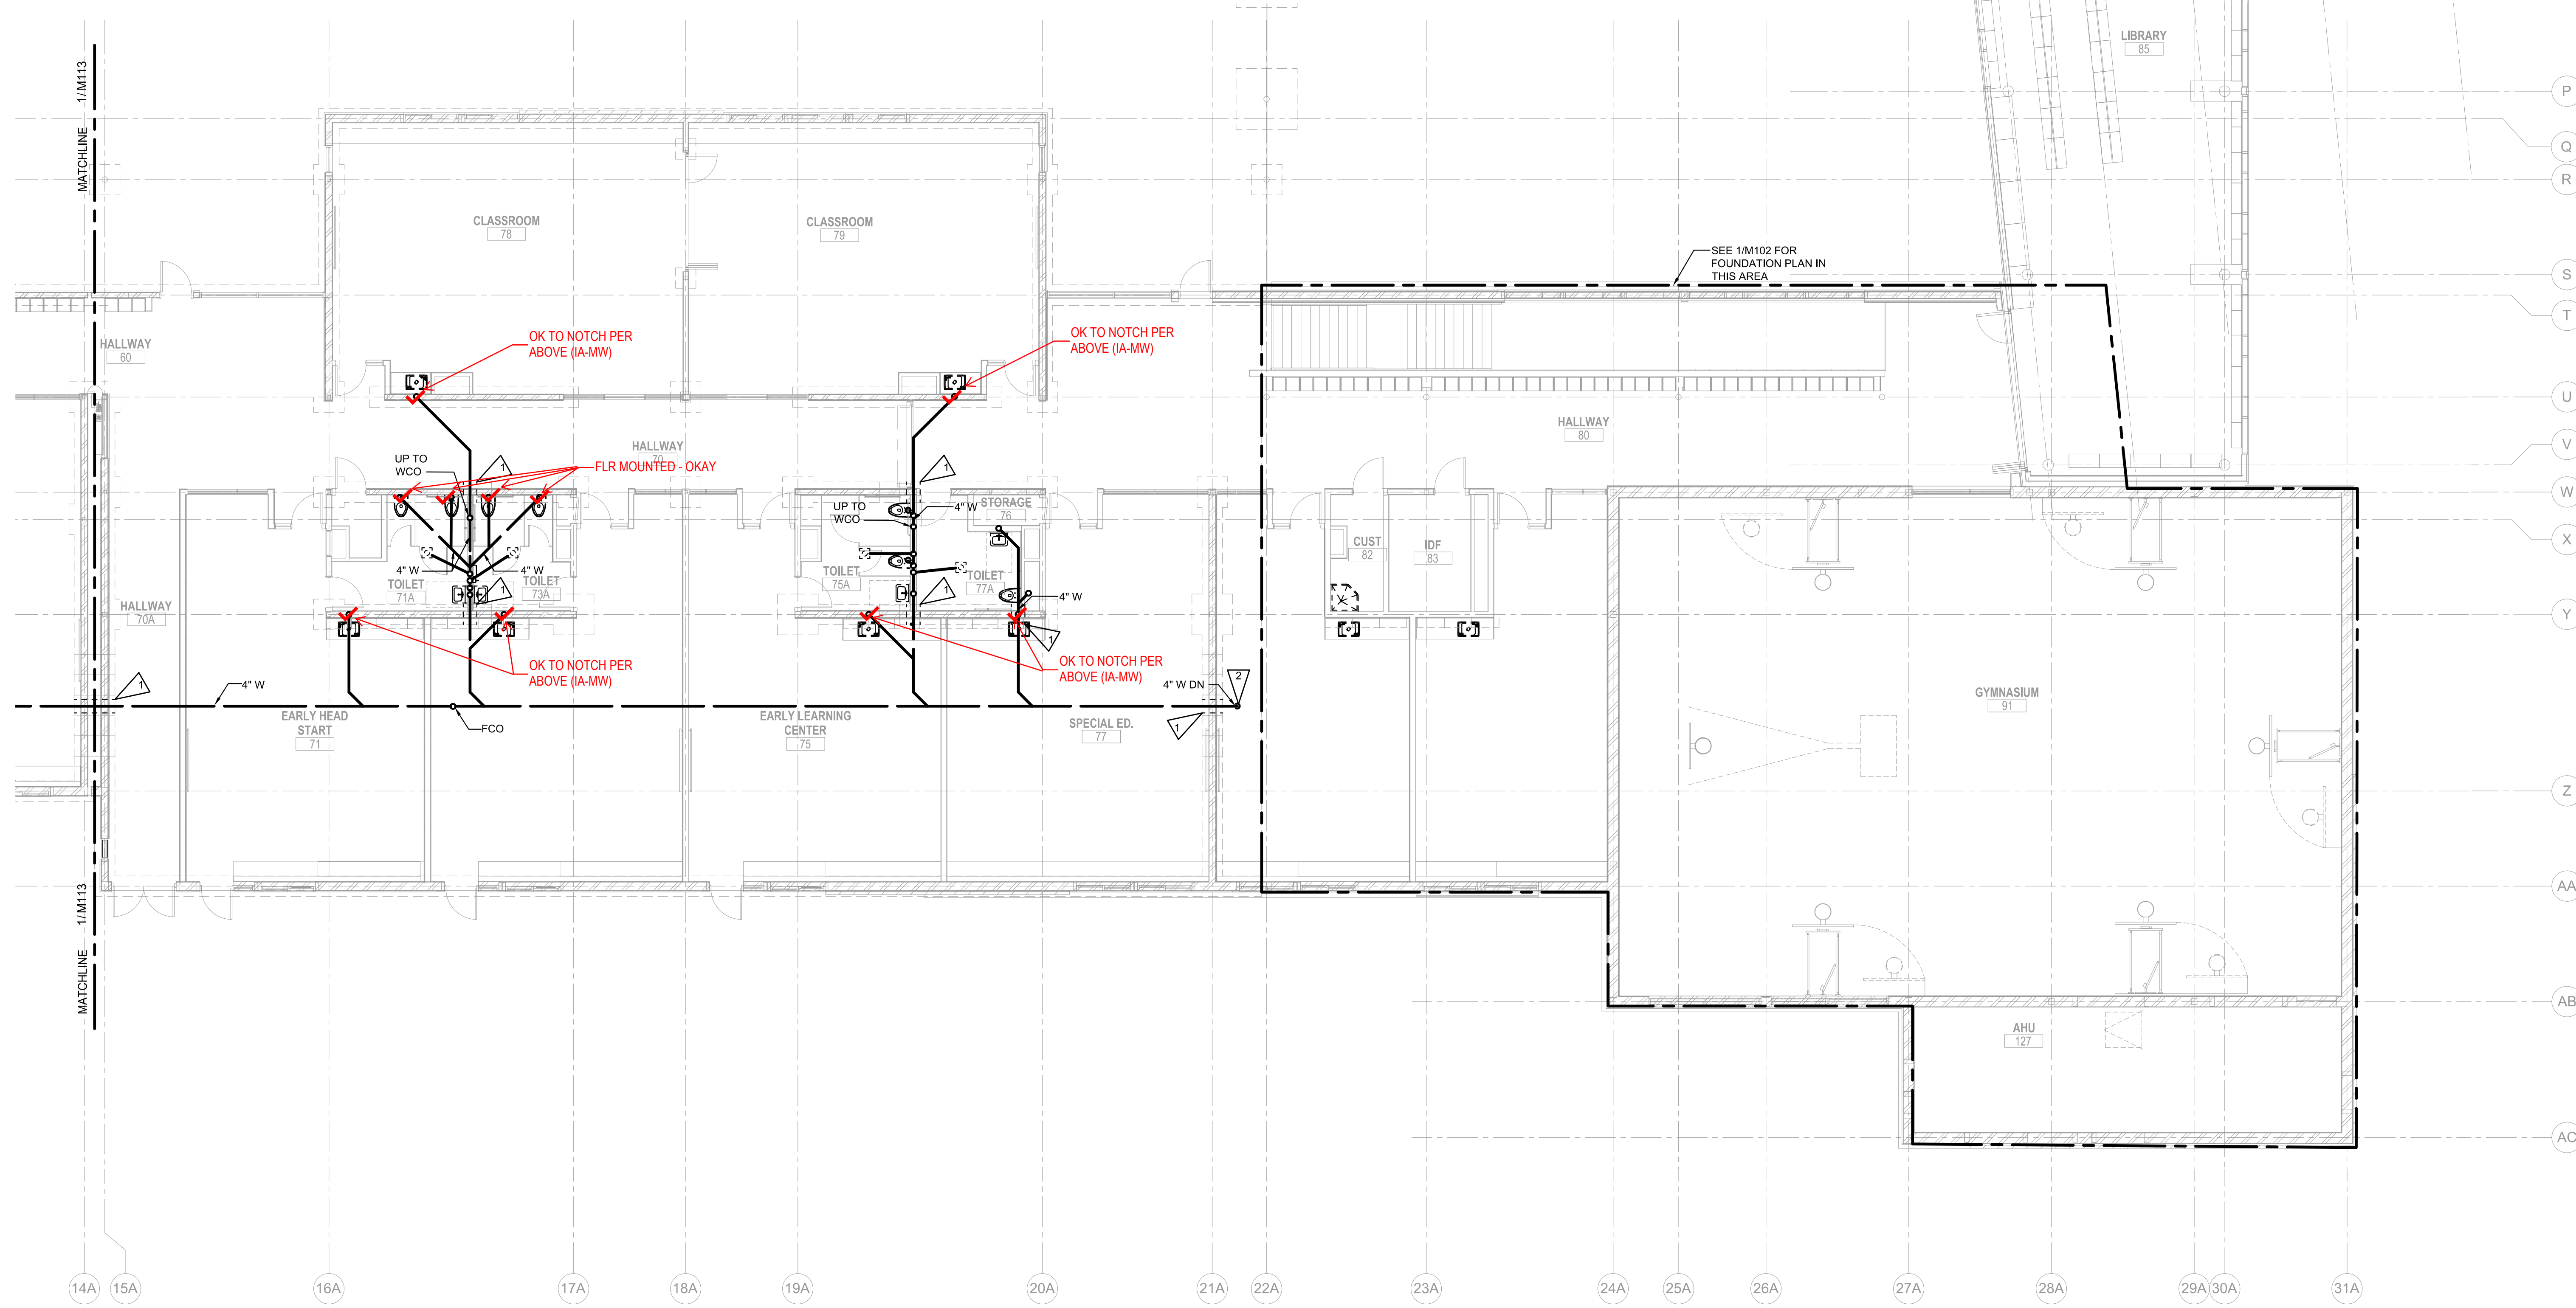 LIBRARY
85
1/ M113
MATCHLINE
P
Q
R
S
T
U
V
W
X
Y
Z
AA
AB
AC
CLASSROOM
78
CLASSROOM
79
SEE 1/M102 FOR
FOUNDATION PLAN IN
THIS AREA
HALLWAY
60
OK TO NOTCH PER
ABOVE (IA-MW)
OK TO NOTCH PER
ABOVE (IA-MW)
HALLWAY
70
HALLWAY
80
UP TO
WCO
1
FLR MOUNTED - OKAY
1
UP TO
WCO
4" W
STORAGE
76
CUST
82
IDF
83
4" W
4" W
TOILET
71A
TOILET
73A
1
TOILET
75A
1
TOILET
77A
4" W
HALLWAY
70A
1
OK TO NOTCH PER
ABOVE (IA-MW)
OK TO NOTCH PER
ABOVE (IA-MW)
1
4" W
4" W DN
2
GYMNASIUM
91
EARLY HEAD
START
71
FCO
EARLY LEARNING
CENTER
75
SPECIAL ED.
77
1
1/ M113
MATCHLINE
AHU
127
14A
15A
16A
17A
18A
19A
20A
21A
22A
23A
24A
25A
26A
27A
28A
29A
30A
31A